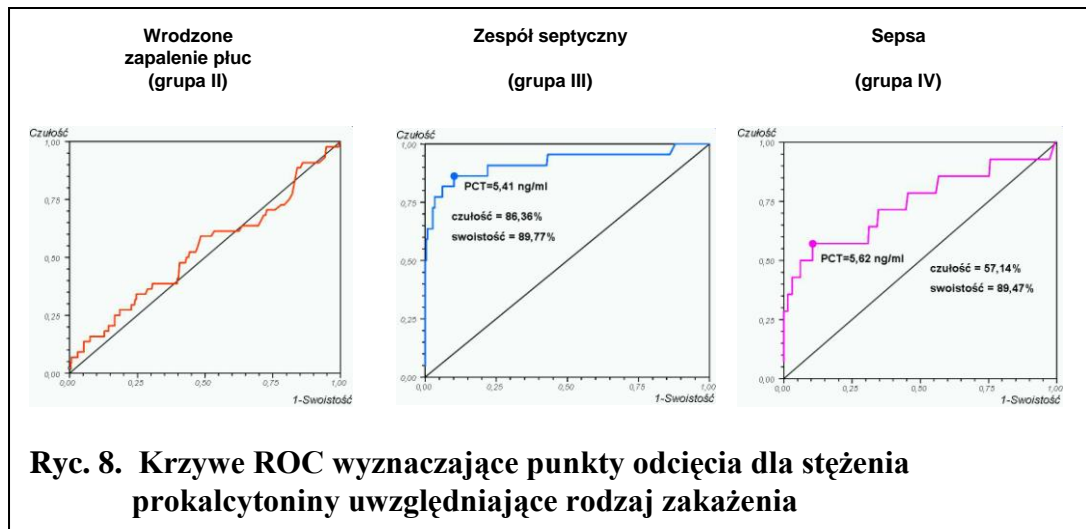 Wrodzone
zapalenie płuc
(grupa II)
Zespół septyczny
(grupa III)
Sepsa
(grupa IV)
Czułość
1,00
0,75
0,50
0,25
0,00
0,00 0,25 0,50 0,75 1,00
1-Swoistość
Czułość
1,00
0,75
0,50
0,25
0,00
PCT=5,41 ng/ml
czułość = 86,36%
swoistość = 89,77%
0,00 0,25 0,50 0,75 1,00
1-Swoistość
Czułość
1,00
0,75
0,50
0,25
0,00
PCT=5,62 ng/ml
czułość = 57,14%
swoistość = 89,47%
0,00 0,25 0,50 0,75 1,00
1-Swoistość
Ryc. 8. Krzywe ROC wyznaczające punkty odcięcia dla stężenia
prokalcytoniny uwzględniające rodzaj zakażenia